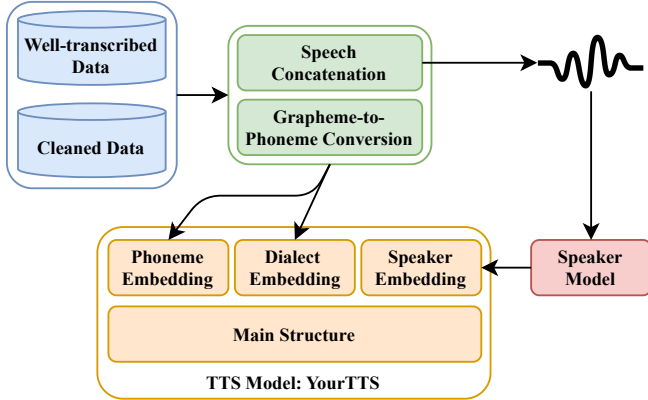 Well-transcribed
Data
Cleaned Data
Speech
Concatenation
Grapheme-to-
Phoneme Conversion
Phoneme
Embedding
Dialect
Embedding
Speaker
Embedding
Speaker
Model
Main Structure
TTS Model: YourTTS